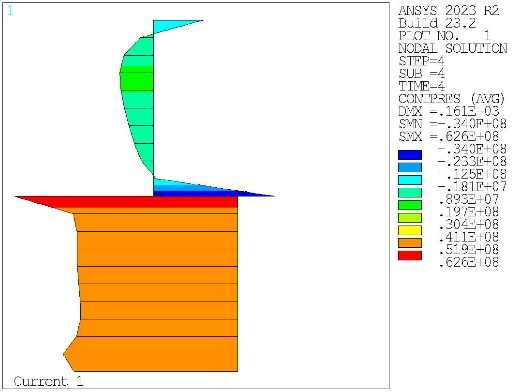 1
ANSYS 2023 R2
Build 23.2
PLOT NO. 1
NODAL SOLUTION
STEP=4
SUB =4
TIME=4
CONTPRES (AVG)
DMX =.161E-03
SMN =-.340E+08
SMX =.626E+08
-.340E+08
-.233E+08
-.125E+08
-.181E+07
.893E+07
.197E+08
.304E+08
.411E+08
.519E+08
.626E+08
Current 1